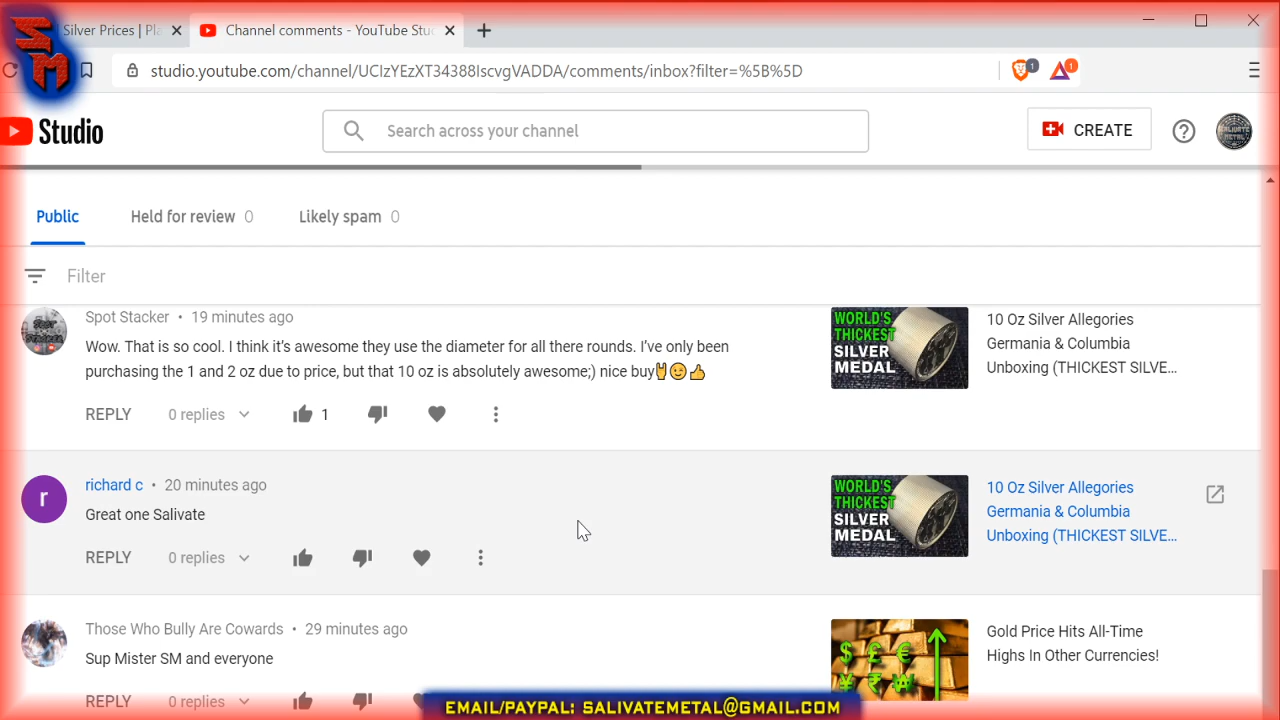 SM
Silver Prices | Pla
Channel comments - YouTube Stu
studio.youtube.com/channel/UCIzYEzXT34388IscvgVADDA/comments/inbox?filter=%5B%5D
1
1
Studio
Search across your channel
CREATE
SALIVATE
METAL
Public
Held for review 0
Likely spam 0
Filter
Spot Stacker • 19 minutes ago
Wow. That is so cool. I think it's awesome they use the diameter for all there rounds. I've only been
purchasing the 1 and 2 oz due to price, but that 10 oz is absolutely awesome;) nice buy🤘😉👍
REPLY
0 replies
1
WORLD'S
THICKEST
SILVER
MEDAL
10 Oz Silver Allegories
Germania & Columbia
Unboxing (THICKEST SILVE...
r
richard c • 20 minutes ago
Great one Salivate
REPLY
0 replies
WORLD'S
THICKEST
SILVER
MEDAL
10 Oz Silver Allegories
Germania & Columbia
Unboxing (THICKEST SILVE...
Those Who Bully Are Cowards • 29 minutes ago
Sup Mister SM and everyone
REPLY
0 replies
$ £ €
¥ ₹ ₩
Gold Price Hits All-Time
Highs In Other Currencies!
EMAIL/PAYPAL: SALIVATEMETAL@GMAIL.COM